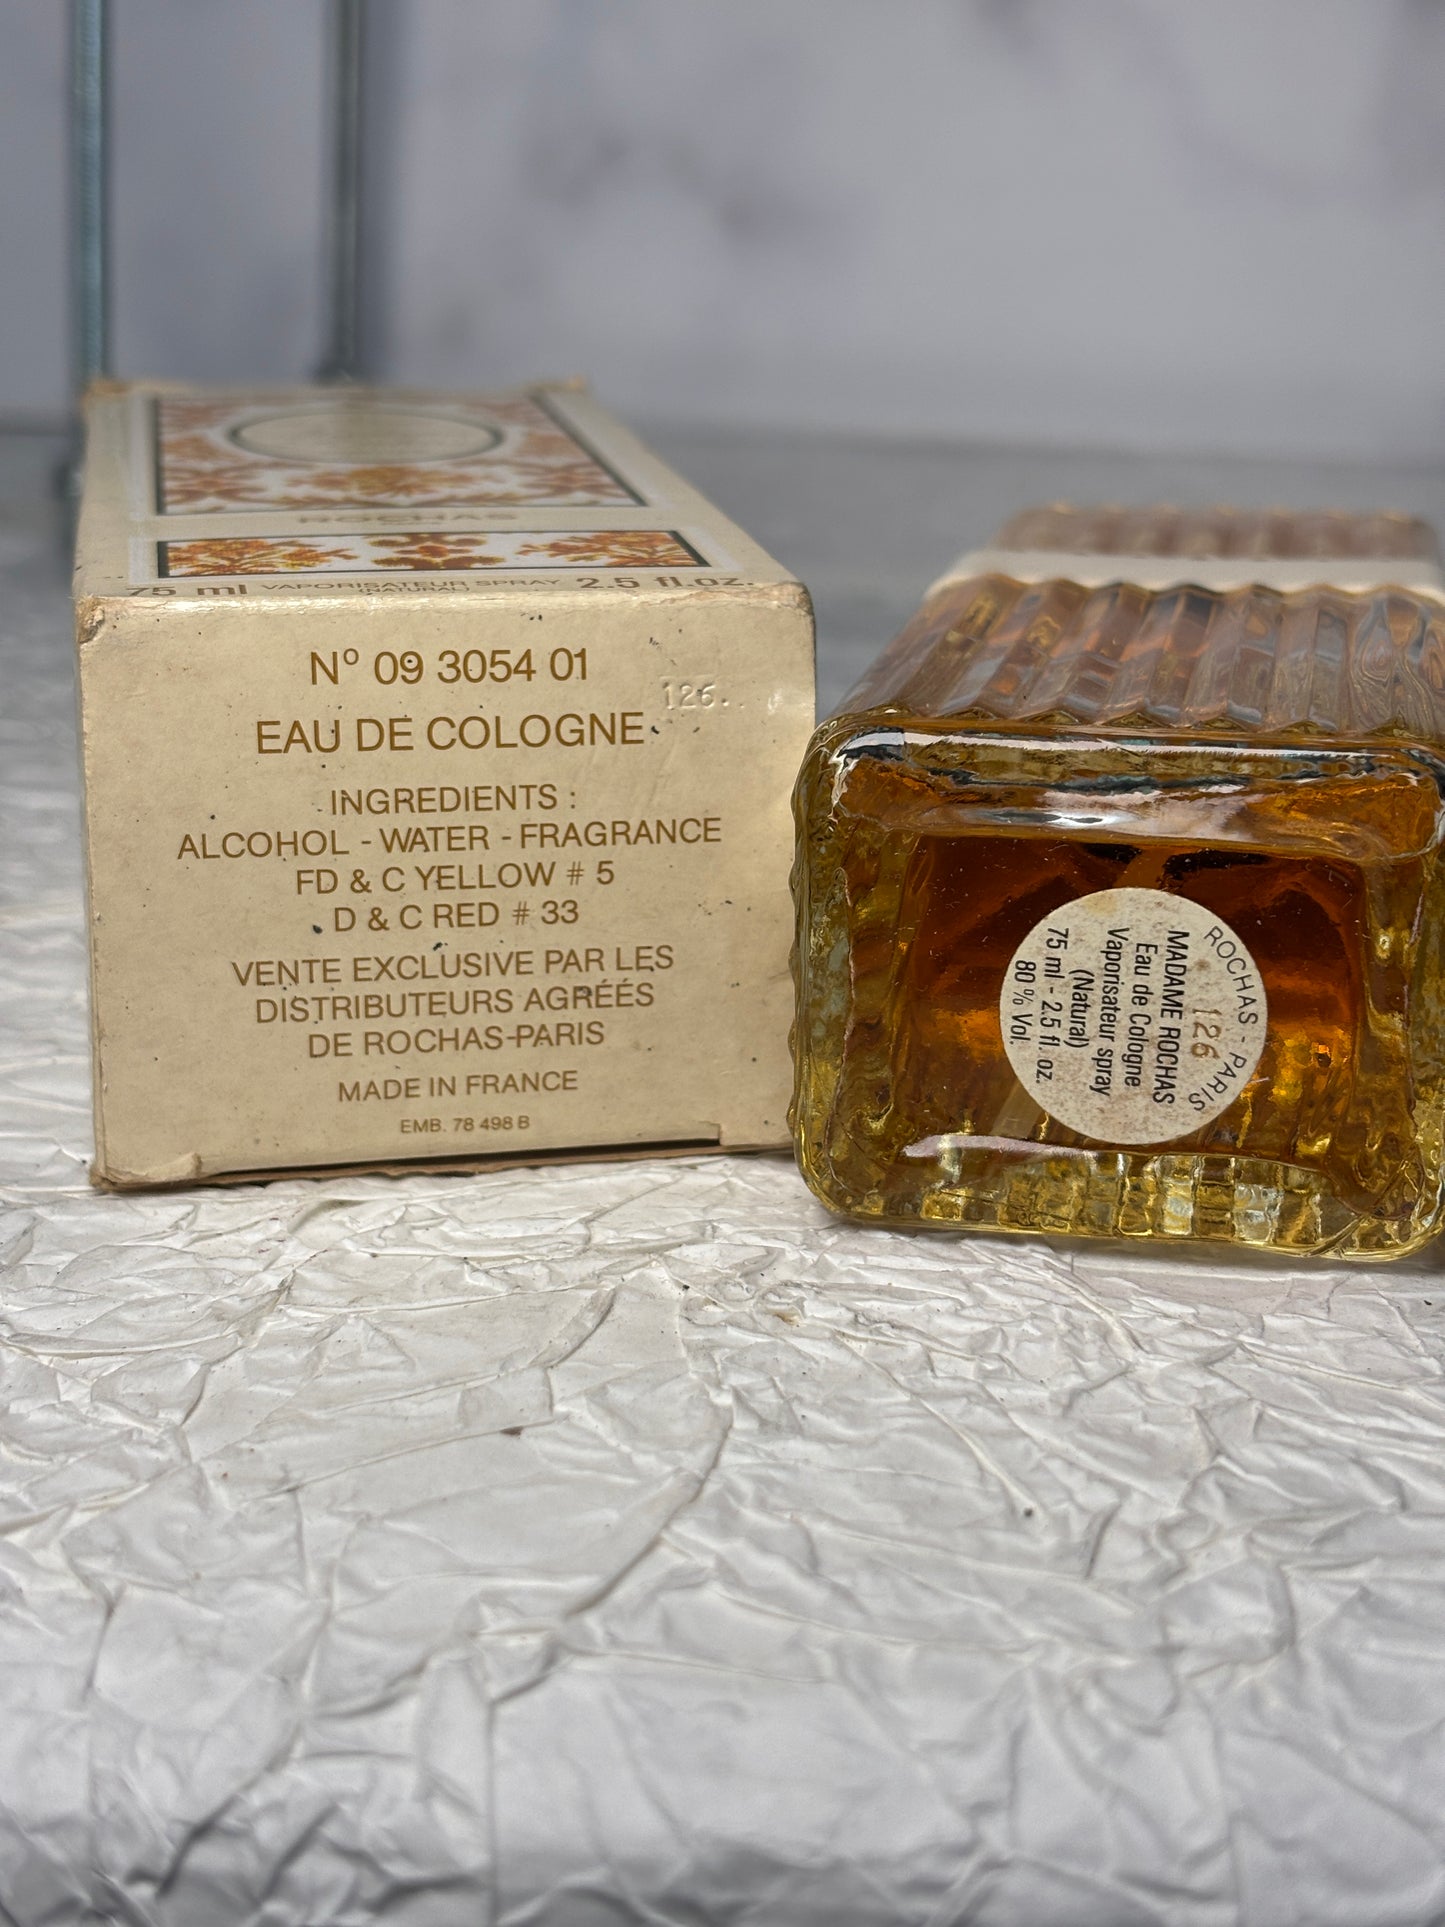 ROCHAS
75 ml VAPORISATEUR SPRAY 2.5 fl.oz.
(NATURAL)
Nº 09 3054 01
126.
EAU DE COLOGNE
INGREDIENTS :
ALCOHOL - WATER - FRAGRANCE
FD & C YELLOW # 5
D & C RED # 33
VENTE EXCLUSIVE PAR LES
DISTRIBUTEURS AGRÉÉS
DE ROCHAS-PARIS
MADE IN FRANCE
EMB. 78 498 B
ROCHAS - PARIS
126
MADAME ROCHAS
Eau de Cologne
Vaporisateur spray
(Natural)
75 ml - 2.5 fl. oz.
80 % Vol.